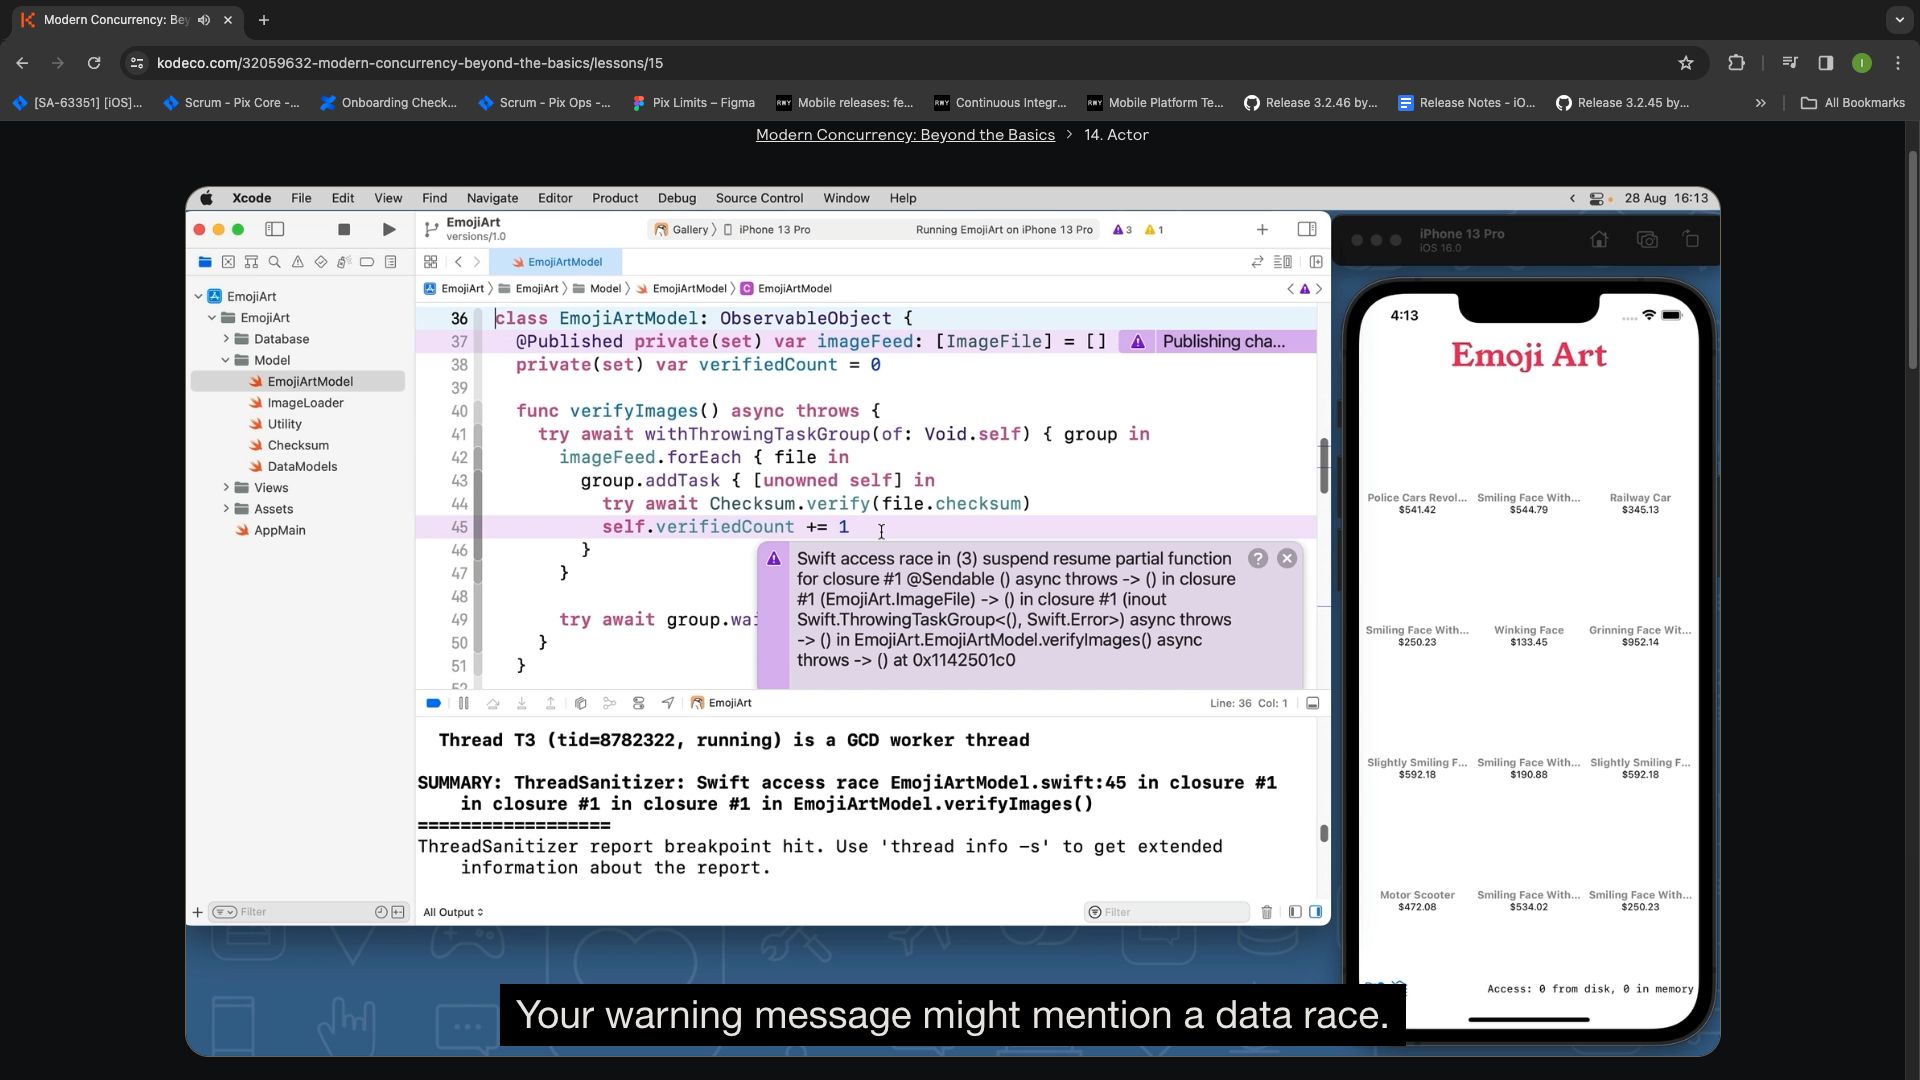 Modern Concurrency: Bey
kodeco.com/32059632-modern-concurrency-beyond-the-basics/lessons/15
I
[SA-63351] [iOS]...
Scrum - Pix Core -...
Onboarding Check...
Scrum - Pix Ops -...
Pix Limits – Figma
RWY Mobile releases: fe...
RWY Continuous Integr...
RWY Mobile Platform Te...
Release 3.2.46 by...
Release Notes - iO...
Release 3.2.45 by...
All Bookmarks
Modern Concurrency: Beyond the Basics > 14. Actor
Xcode File Edit View Find Navigate Editor Product Debug Source Control Window Help
28 Aug 16:13
EmojiArt
versions/1.0
Gallery iPhone 13 Pro
Running EmojiArt on iPhone 13 Pro
3 1
EmojiArtModel
EmojiArt EmojiArt Model EmojiArtModel C EmojiArtModel
EmojiArt
EmojiArt
Database
Model
EmojiArtModel
ImageLoader
Utility
Checksum
DataModels
Views
Assets
AppMain
Filter
36 class EmojiArtModel: ObservableObject {
37 @Published private(set) var imageFeed: [ImageFile] = [] Publishing cha...
38 private(set) var verifiedCount = 0
39
40 func verifyImages() async throws {
41 try await withThrowingTaskGroup(of: Void.self) { group in
42 imageFeed.forEach { file in
43 group.addTask { [unowned self] in
44 try await Checksum.verify(file.checksum)
45 self.verifiedCount += 1
46 }
47 }
48
49 try await group.wai
50 }
51 }
52
Swift access race in (3) suspend resume partial function
for closure #1 @Sendable () async throws -> () in closure
#1 (EmojiArt.ImageFile) -> () in closure #1 (inout
Swift.ThrowingTaskGroup<(), Swift.Error>) async throws
-> () in EmojiArt.EmojiArtModel.verifyImages() async
throws -> () at 0x1142501c0
EmojiArt
Line: 36 Col: 1
Thread T3 (tid=8782322, running) is a GCD worker thread
SUMMARY: ThreadSanitizer: Swift access race EmojiArtModel.swift:45 in closure #1
in closure #1 in closure #1 in EmojiArtModel.verifyImages()
==================
ThreadSanitizer report breakpoint hit. Use 'thread info -s' to get extended
information about the report.
All Output
Filter
iPhone 13 Pro
iOS 16.0
4:13
Emoji Art
Police Cars Revol... Smiling Face With... Railway Car
$541.42 $544.79 $345.13
Smiling Face With... Winking Face Grinning Face Wit...
$250.23 $133.45 $952.14
Slightly Smiling F... Smiling Face With... Slightly Smiling F...
$592.18 $190.88 $592.18
Motor Scooter Smiling Face With... Smiling Face With...
$472.08 $534.02 $250.23
Access: 0 from disk, 0 in memory
Your warning message might mention a data race.